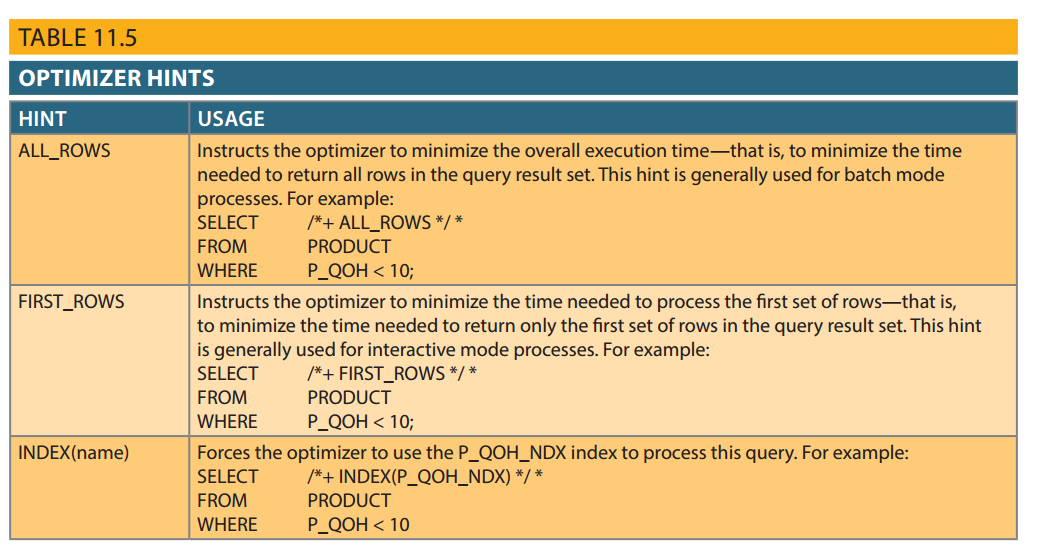 TABLE 11.5
OPTIMIZER HINTS
HINT USAGE
ALL_ROWS Instructs the optimizer to minimize the overall execution time—that is, to minimize the time
needed to return all rows in the query result set. This hint is generally used for batch mode
processes. For example:
SELECT /*+ ALL_ROWS */ *
FROM PRODUCT
WHERE P_QOH < 10;
FIRST_ROWS Instructs the optimizer to minimize the time needed to process the first set of rows—that is,
to minimize the time needed to return only the first set of rows in the query result set. This hint
is generally used for interactive mode processes. For example:
SELECT /*+ FIRST_ROWS */ *
FROM PRODUCT
WHERE P_QOH < 10;
INDEX(name) Forces the optimizer to use the P_QOH_NDX index to process this query. For example:
SELECT /*+ INDEX(P_QOH_NDX) */ *
FROM PRODUCT
WHERE P_QOH < 10